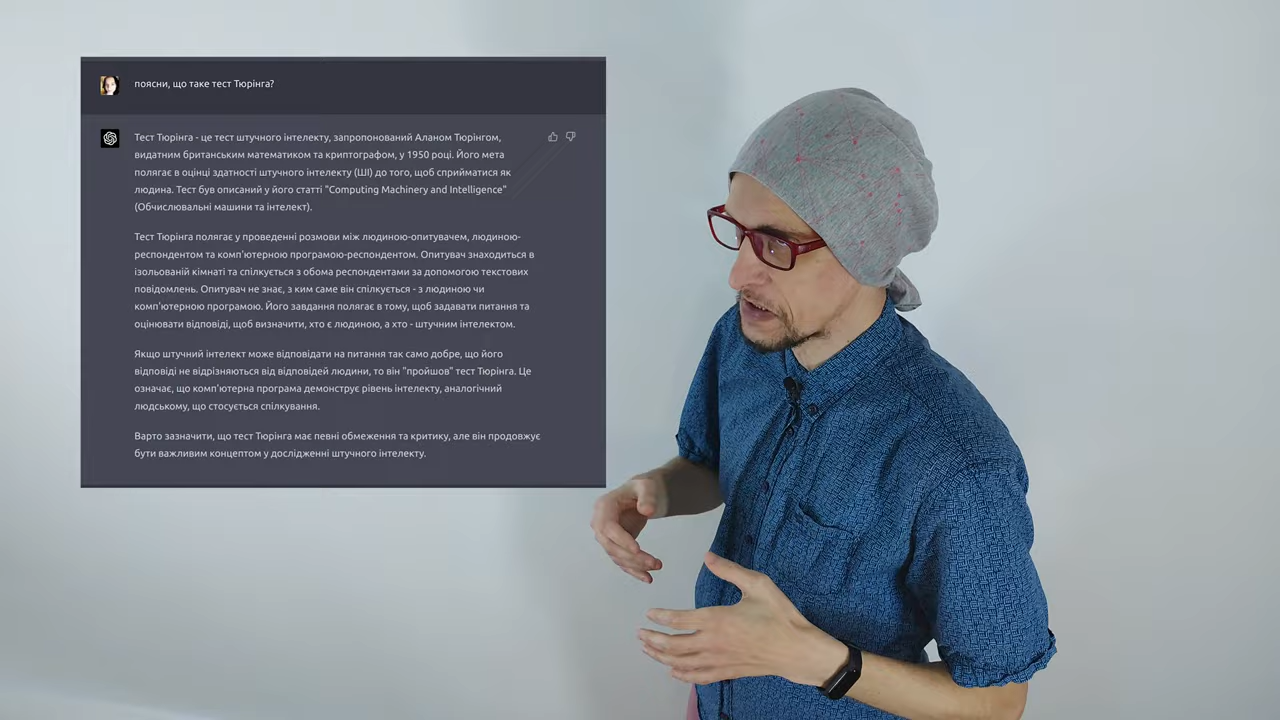 поясни, що таке тест Тюрінга?
Тест Тюрінга - це тест штучного інтелекту, запропонований Аланом Тюрінгом,
видатним британським математиком та криптографом, у 1950 році. Його мета
полягає в оцінці здатності штучного інтелекту (ШІ) до того, щоб сприйматися як
людина. Тест був описаний у його статті "Computing Machinery and Intelligence"
(Обчислювальні машини та інтелект).
Тест Тюрінга полягає у проведенні розмови між людиною-опитувачем, людиною-
респондентом та комп'ютерною програмою-респондентом. Опитувач знаходиться в
ізольованій кімнаті та спілкується з обома респондентами за допомогою текстових
повідомлень. Опитувач не знає, з ким саме він спілкується - з людиною чи
комп'ютерною програмою. Його завдання полягає в тому, щоб задавати питання та
оцінювати відповіді, щоб визначити, хто є людиною, а хто - штучним інтелектом.
Якщо штучний інтелект може відповідати на питання так само добре, що його
відповіді не відрізняються від відповідей людини, то він "пройшов" тест Тюрінга. Це
означає, що комп'ютерна програма демонструє рівень інтелекту, аналогічний
людському, що стосується спілкування.
Варто зазначити, що тест Тюрінга має певні обмеження та критику, але він продовжує
бути важливим концептом у дослідженні штучного інтелекту.